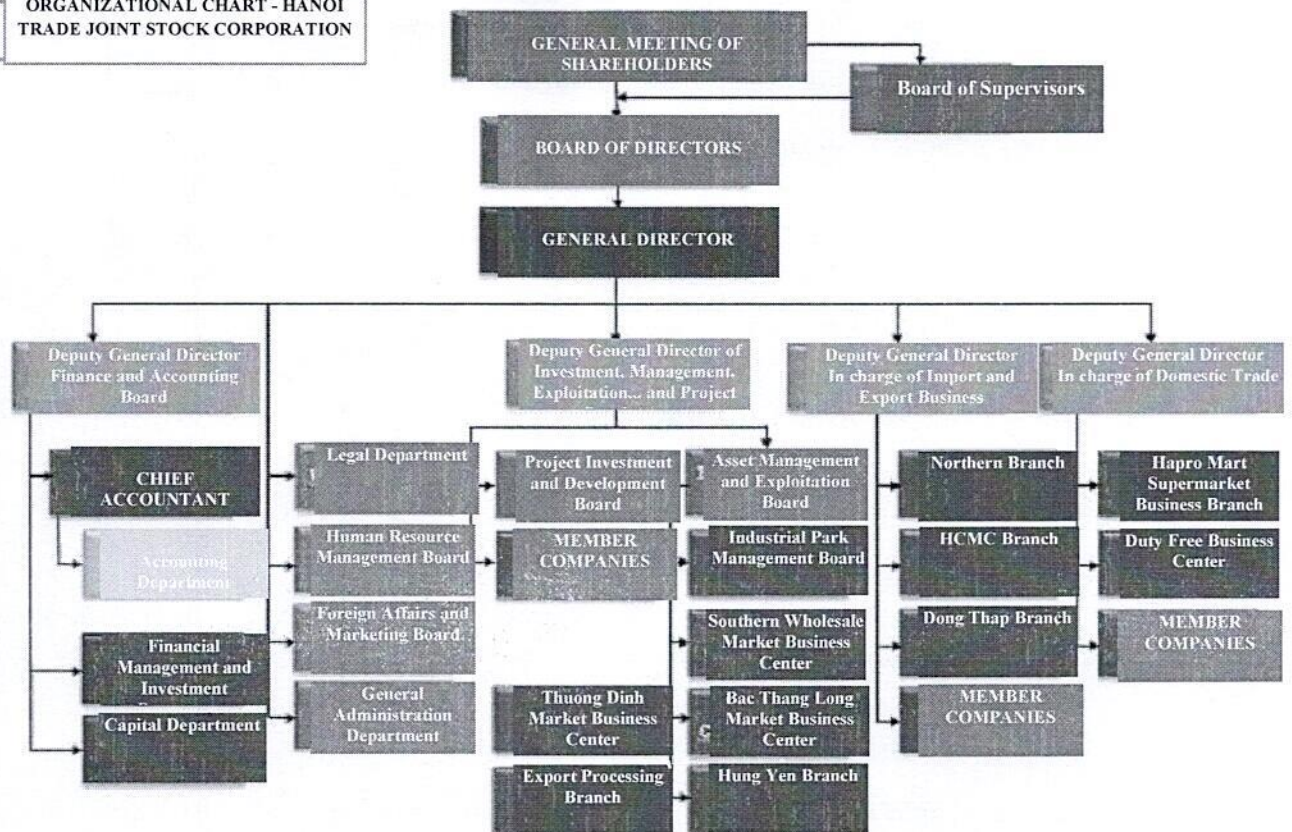 ORGANIZATIONAL CHART - HANOI
TRADE JOINT STOCK CORPORATION
GENERAL MEETING OF
SHAREHOLDERS
Board of Supervisors
BOARD OF DIRECTORS
GENERAL DIRECTOR
Deputy General Director
Finance and Accounting
Board
Deputy General Director of
Investment, Management,
Exploitation... and Project
Deputy General Director
In charge of Import and
Export Business
Deputy General Director
In charge of Domestic Trade
CHIEF
ACCOUNTANT
Accounting
Department
Financial
Management and
Investment
Capital Department
Legal Department
Human Resource
Management Board
Foreign Affairs and
Marketing Board
General
Administration
Department
Project Investment
and Development
Board
MEMBER
COMPANIES
Thuong Dinh
Market Business
Center
Export Processing
Branch
Asset Management
and Exploitation
Board
Industrial Park
Management Board
Southern Wholesale
Market Business
Center
Bac Thang Long
Market Business
Center
Hung Yen Branch
Northern Branch
HCMC Branch
Dong Thap Branch
MEMBER
COMPANIES
Hapro Mart
Supermarket
Business Branch
Duty Free Business
Center
MEMBER
COMPANIES